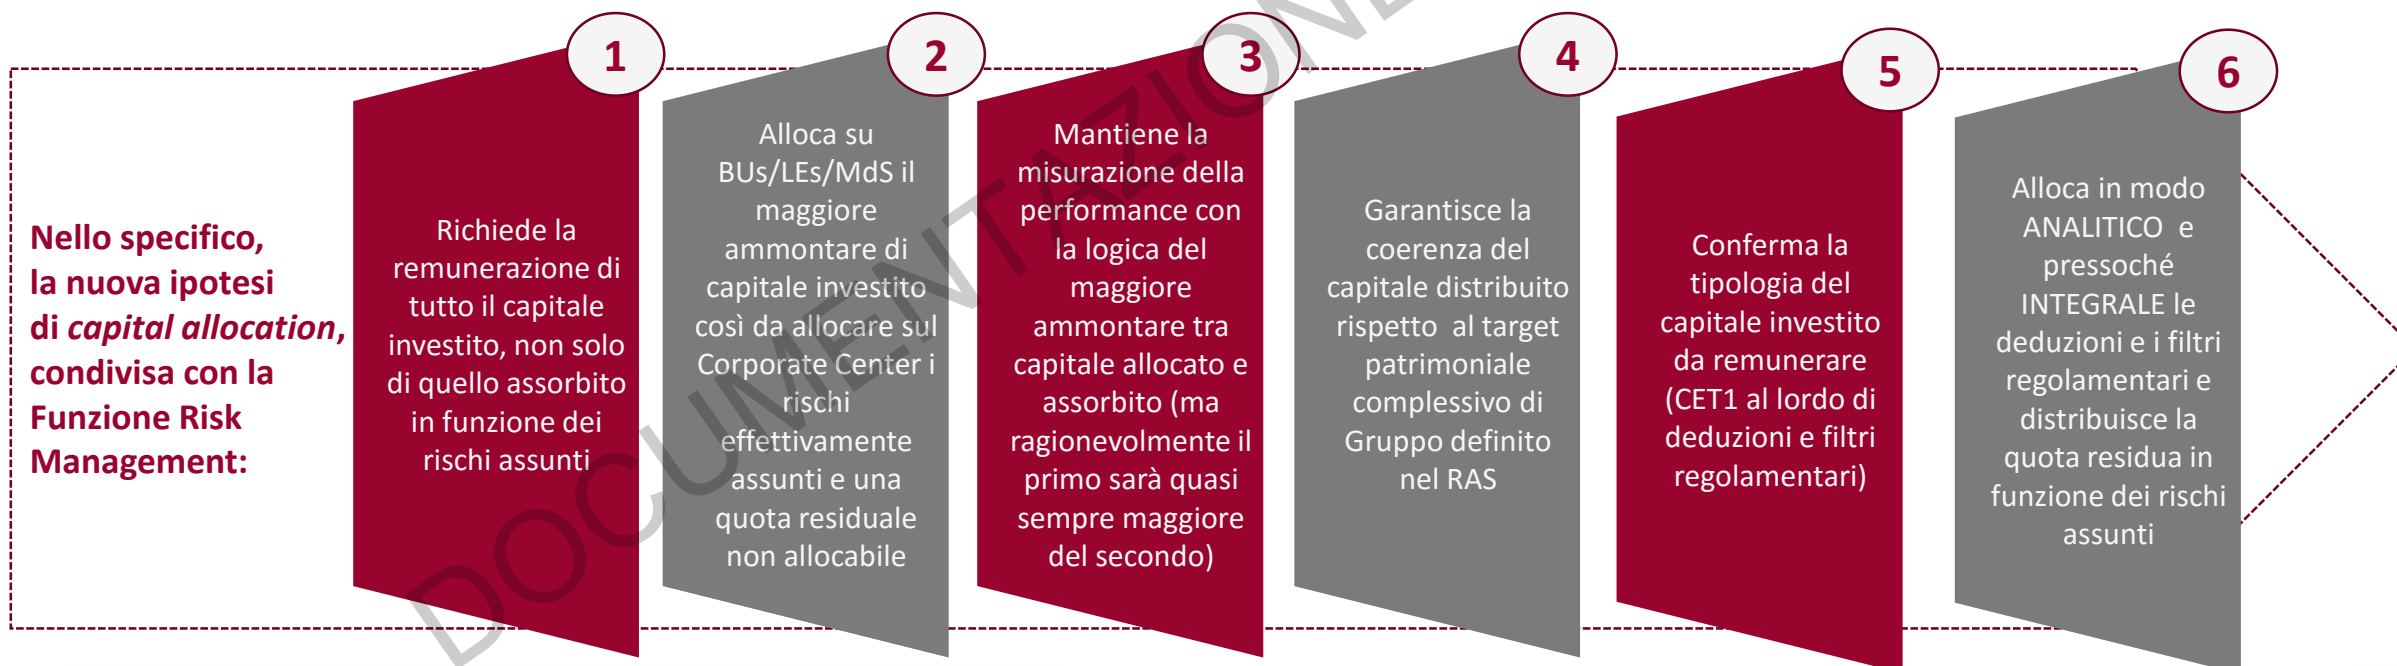 Nello specifico,
la nuova ipotesi
di capital allocation,
condivisa con la
Funzione Risk
Management:
1
Richiede la
remunerazione di
tutto il capitale
investito, non solo
di quello assorbito
in funzione dei
rischi assunti
2
Alloca su
BUs/LEs/MdS il
maggiore
ammontare di
capitale investito
così da allocare sul
Corporate Center i
rischi
effettivamente
assunti e una
quota residuale
non allocabile
3
Mantiene la
misurazione della
performance con
la logica del
maggiore
ammontare tra
capitale allocato e
assorbito (ma
ragionevolmente il
primo sarà quasi
sempre maggiore
del secondo)
4
Garantisce la
coerenza del
capitale distribuito
rispetto al target
patrimoniale
complessivo di
Gruppo definito
nel RAS
5
Conferma la
tipologia del
capitale investito
da remunerare
(CET1 al lordo di
deduzioni e filtri
regolamentari)
6
Alloca in modo
ANALITICO e
pressoché
INTEGRALE le
deduzioni e i filtri
regolamentari e
distribuisce la
quota residua in
funzione dei rischi
assunti
DOCUMENTAZIONE